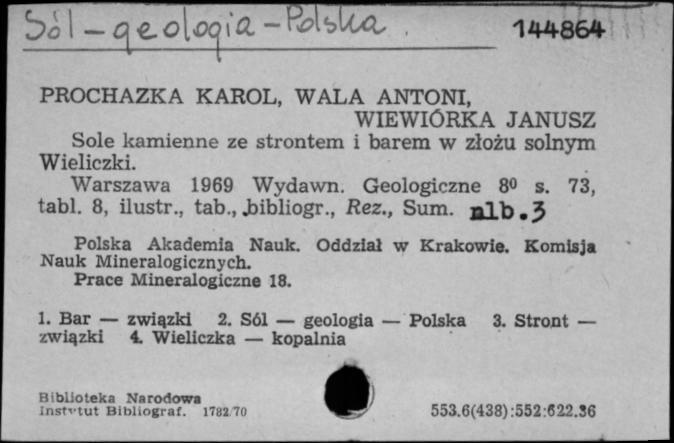 Sól – geologia – Polska . 144864
PROCHAZKA KAROL, WALA ANTONI,
WIEWIÓRKA JANUSZ
Sole kamienne ze strontem i barem w złożu solnym
Wieliczki.
Warszawa 1969 Wydawn. Geologiczne 8⁰ s. 73,
tabl. 8, ilustr., tab., bibliogr., Rez., Sum. nlb.3
Polska Akademia Nauk. Oddział w Krakowie. Komisja
Nauk Mineralogicznych.
Prace Mineralogiczne 18.
1. Bar — związki 2. Sól — geologia — Polska 3. Stront —
związki 4. Wieliczka — kopalnia
Biblioteka Narodowa
Instytut Bibliograf. 1782/70 553.6(438):552:622.36